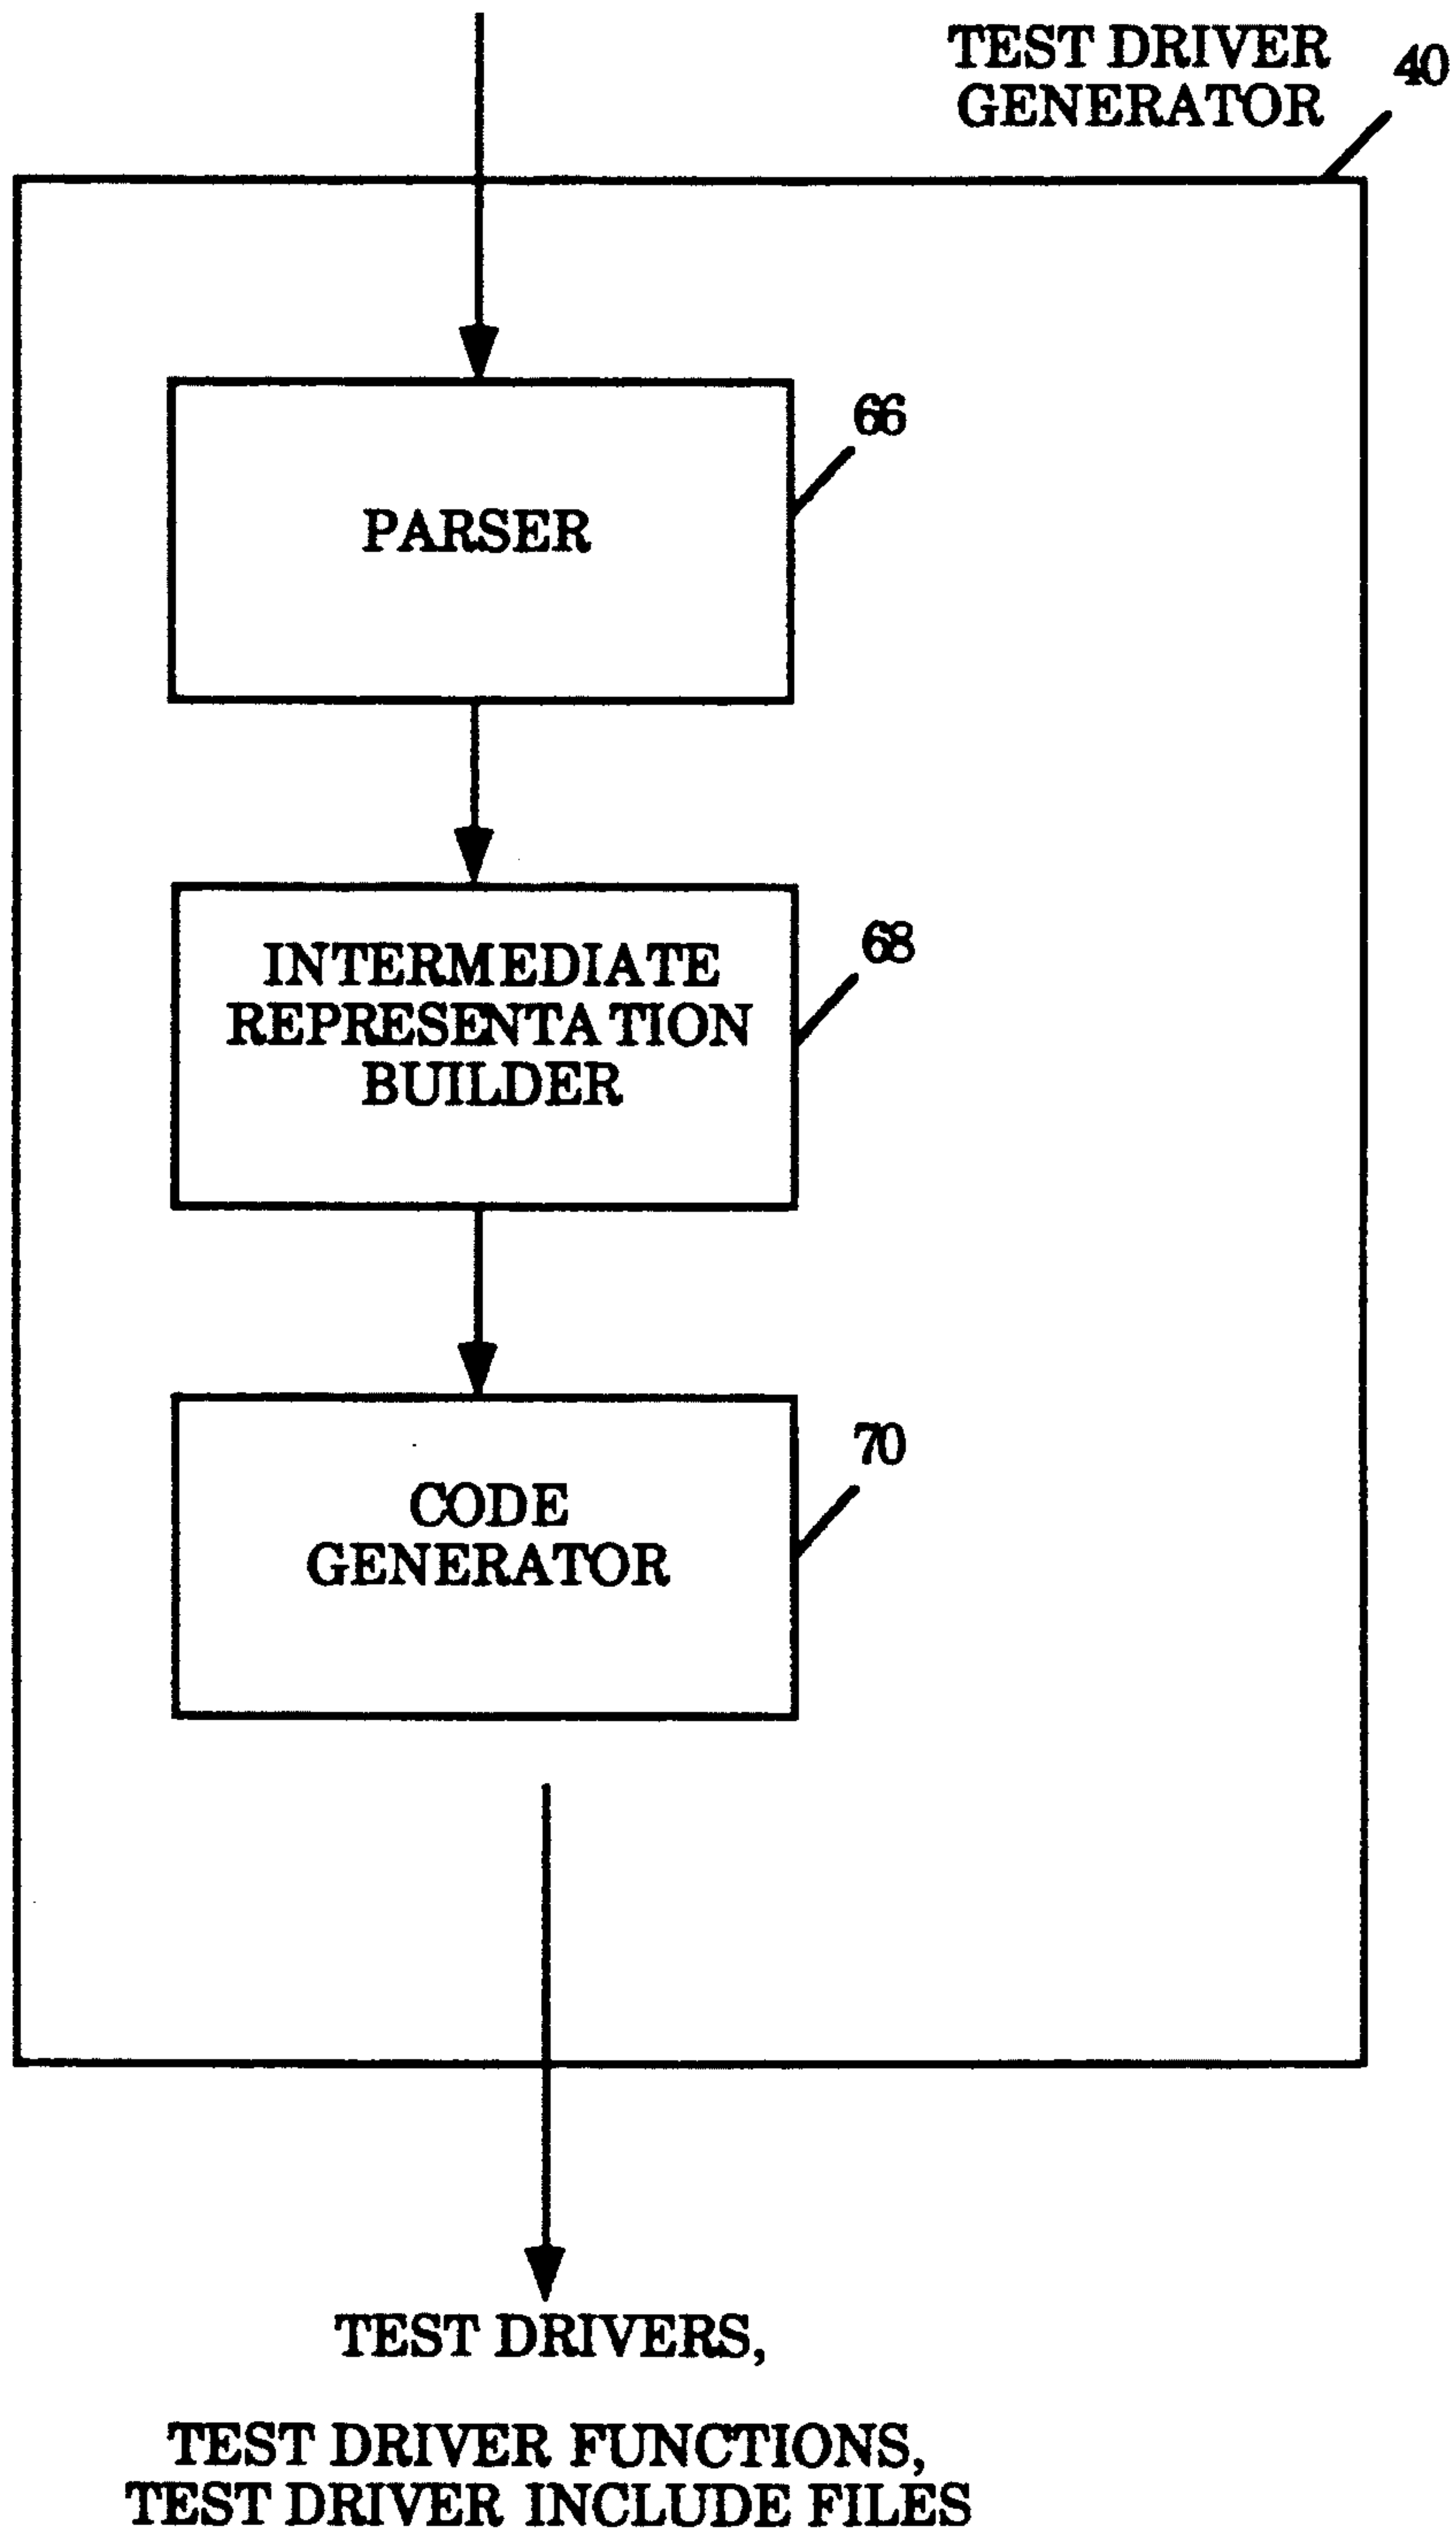 TEST DRIVER
GENERATOR
40
66
PARSER
68
INTERMEDIATE
REPRESENTATION
BUILDER
70
CODE
GENERATOR
TEST DRIVERS,
TEST DRIVER FUNCTIONS,
TEST DRIVER INCLUDE FILES